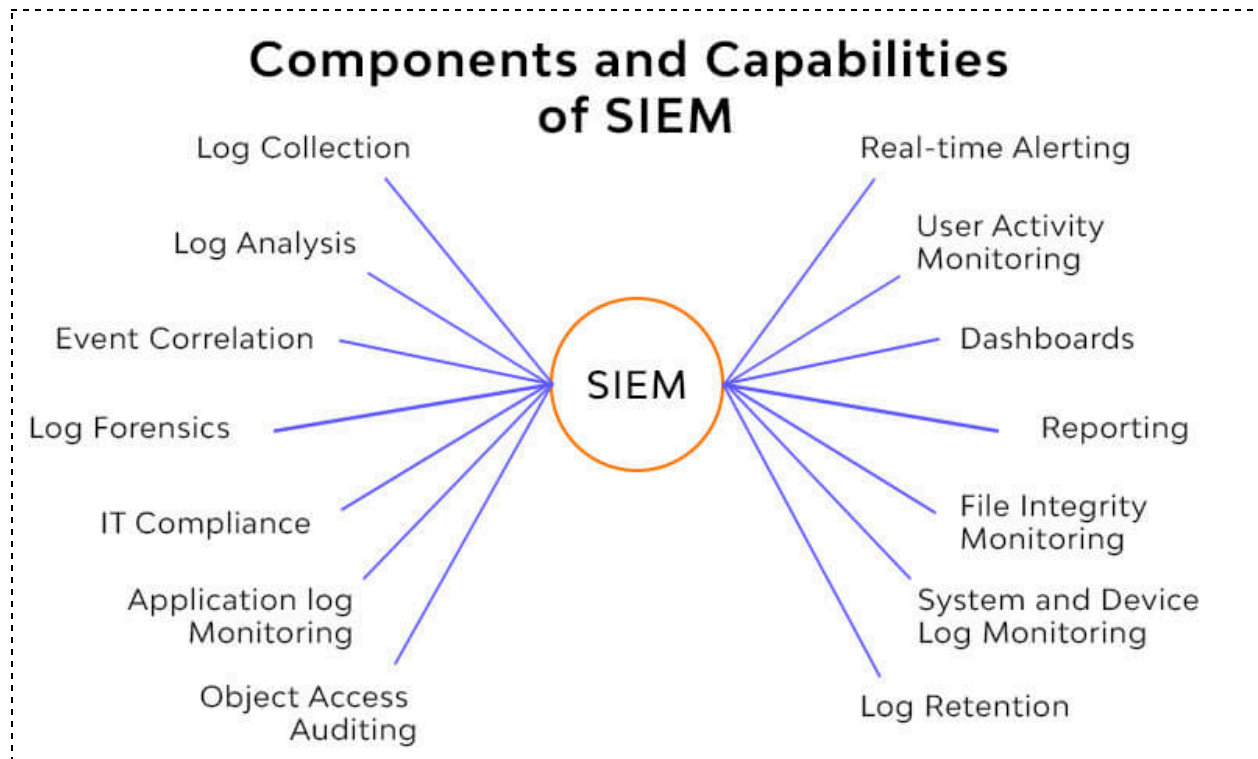 Components and Capabilities
of SIEM
Log Collection
Log Analysis
Event Correlation
Log Forensics
IT Compliance
Application log
Monitoring
Object Access
Auditing
SIEM
Real-time Alerting
User Activity
Monitoring
Dashboards
Reporting
File Integrity
Monitoring
System and Device
Log Monitoring
Log Retention